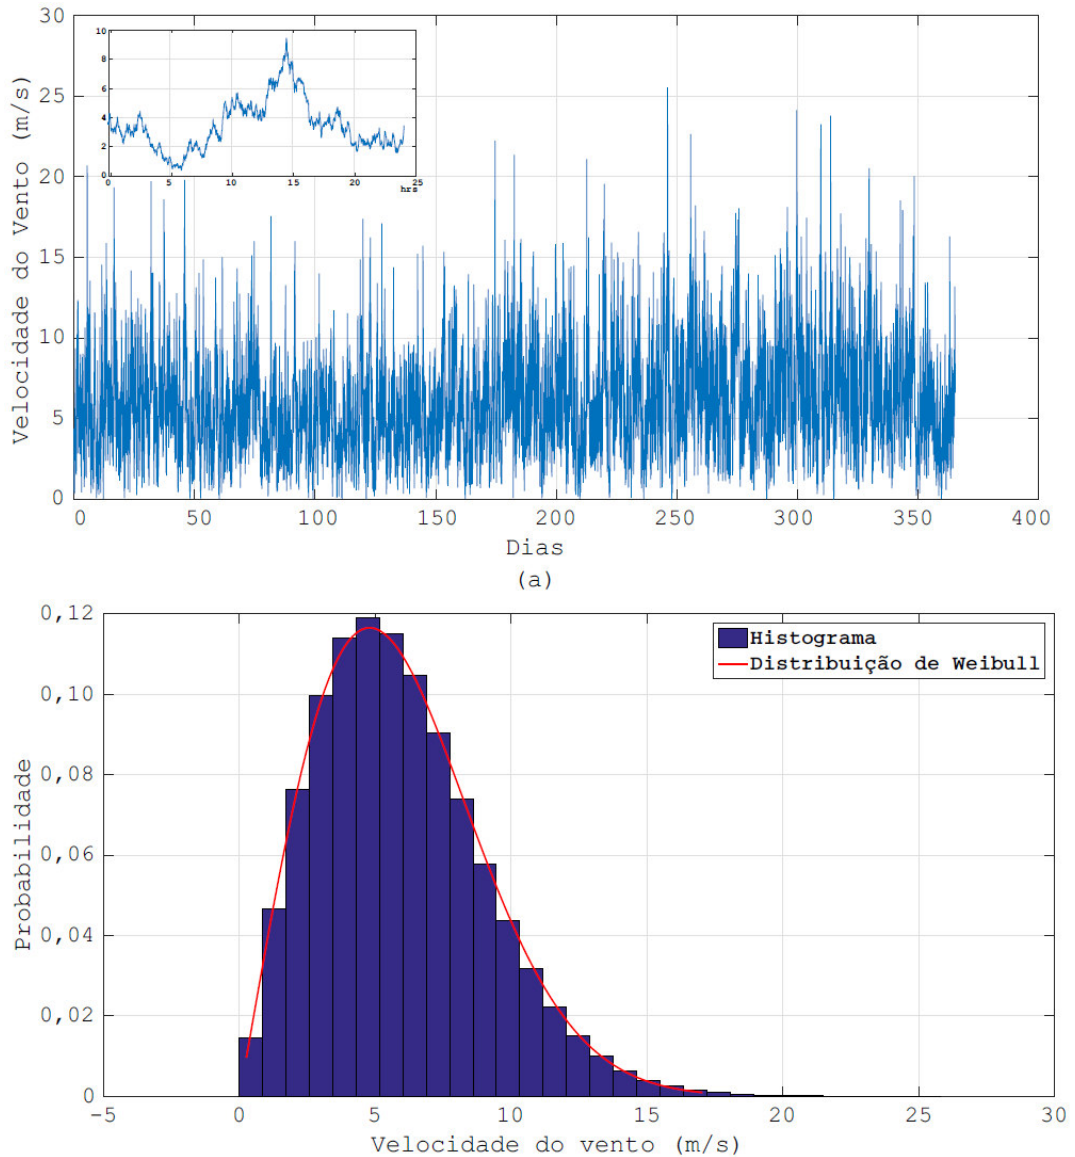 30
25
20
15
10
5
0
Velocidade do Vento (m/s)
10
8
6
4
2
0
0 5 10 15 20 25
hrs
0 50 100 150 200 250 300 350 400
Dias
(a)
0,12
0,10
0,08
0,06
0,04
0,02
0
Probabilidade
Histograma
Distribuição de Weibull
-5 0 5 10 15 20 25 30
Velocidade do vento (m/s)